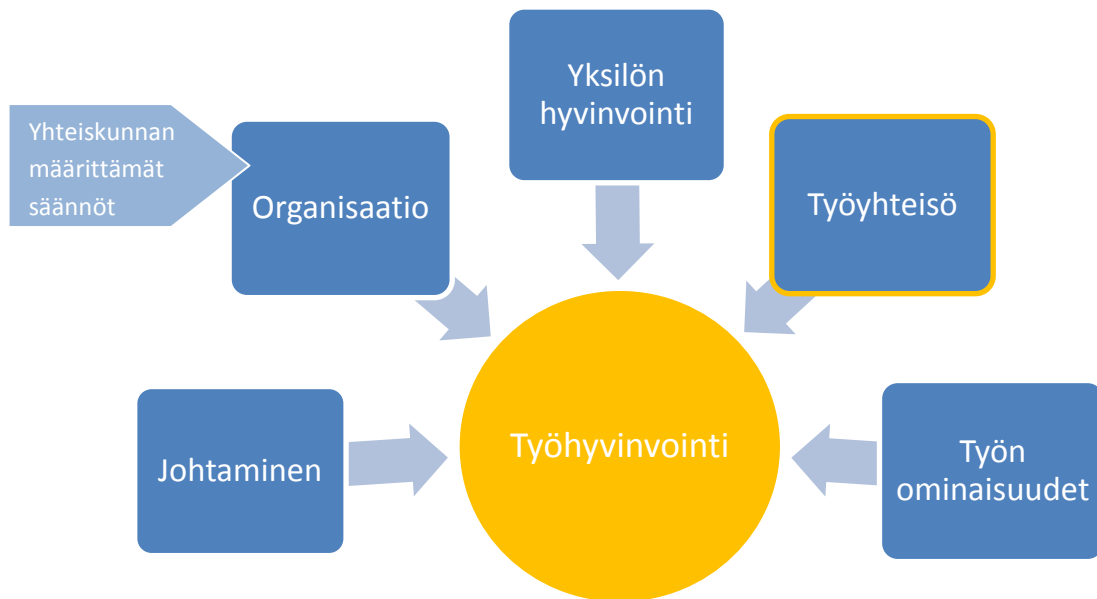 Yksilön
hyvinvointi
Yhteiskunnan
määrittämät
säännöt
Organisaatio
Työyhteisö
Johtaminen
Työhyvinvointi
Työn
ominaisuudet